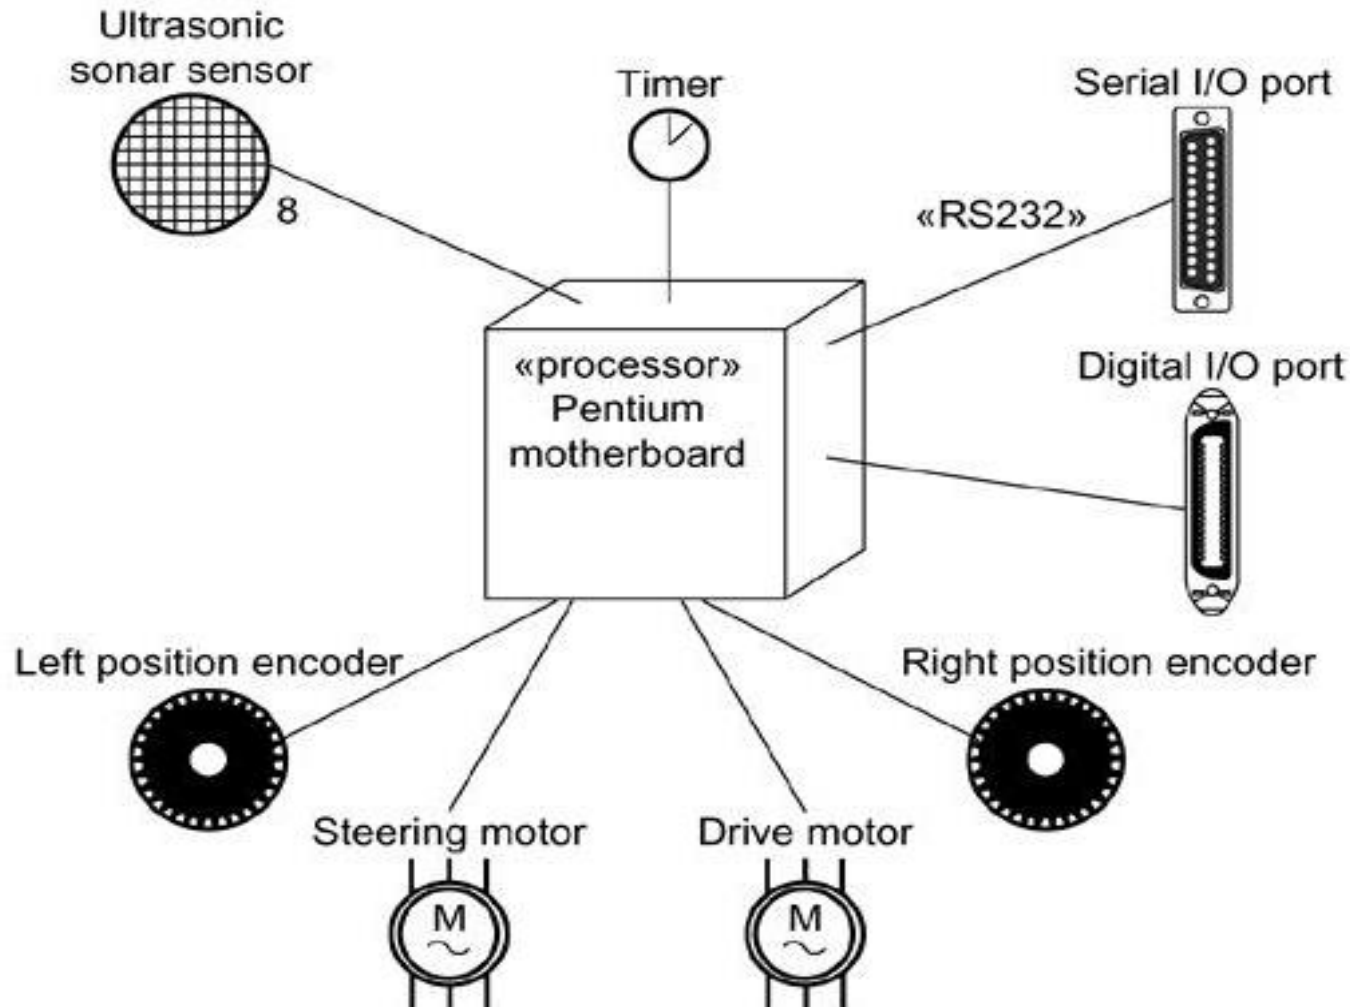 Ultrasonic
sonar sensor
8
Timer
Serial I/O port
«RS232»
«processor»
Pentium
motherboard
Digital I/O port
Left position encoder
Right position encoder
Steering motor
M
Drive motor
M